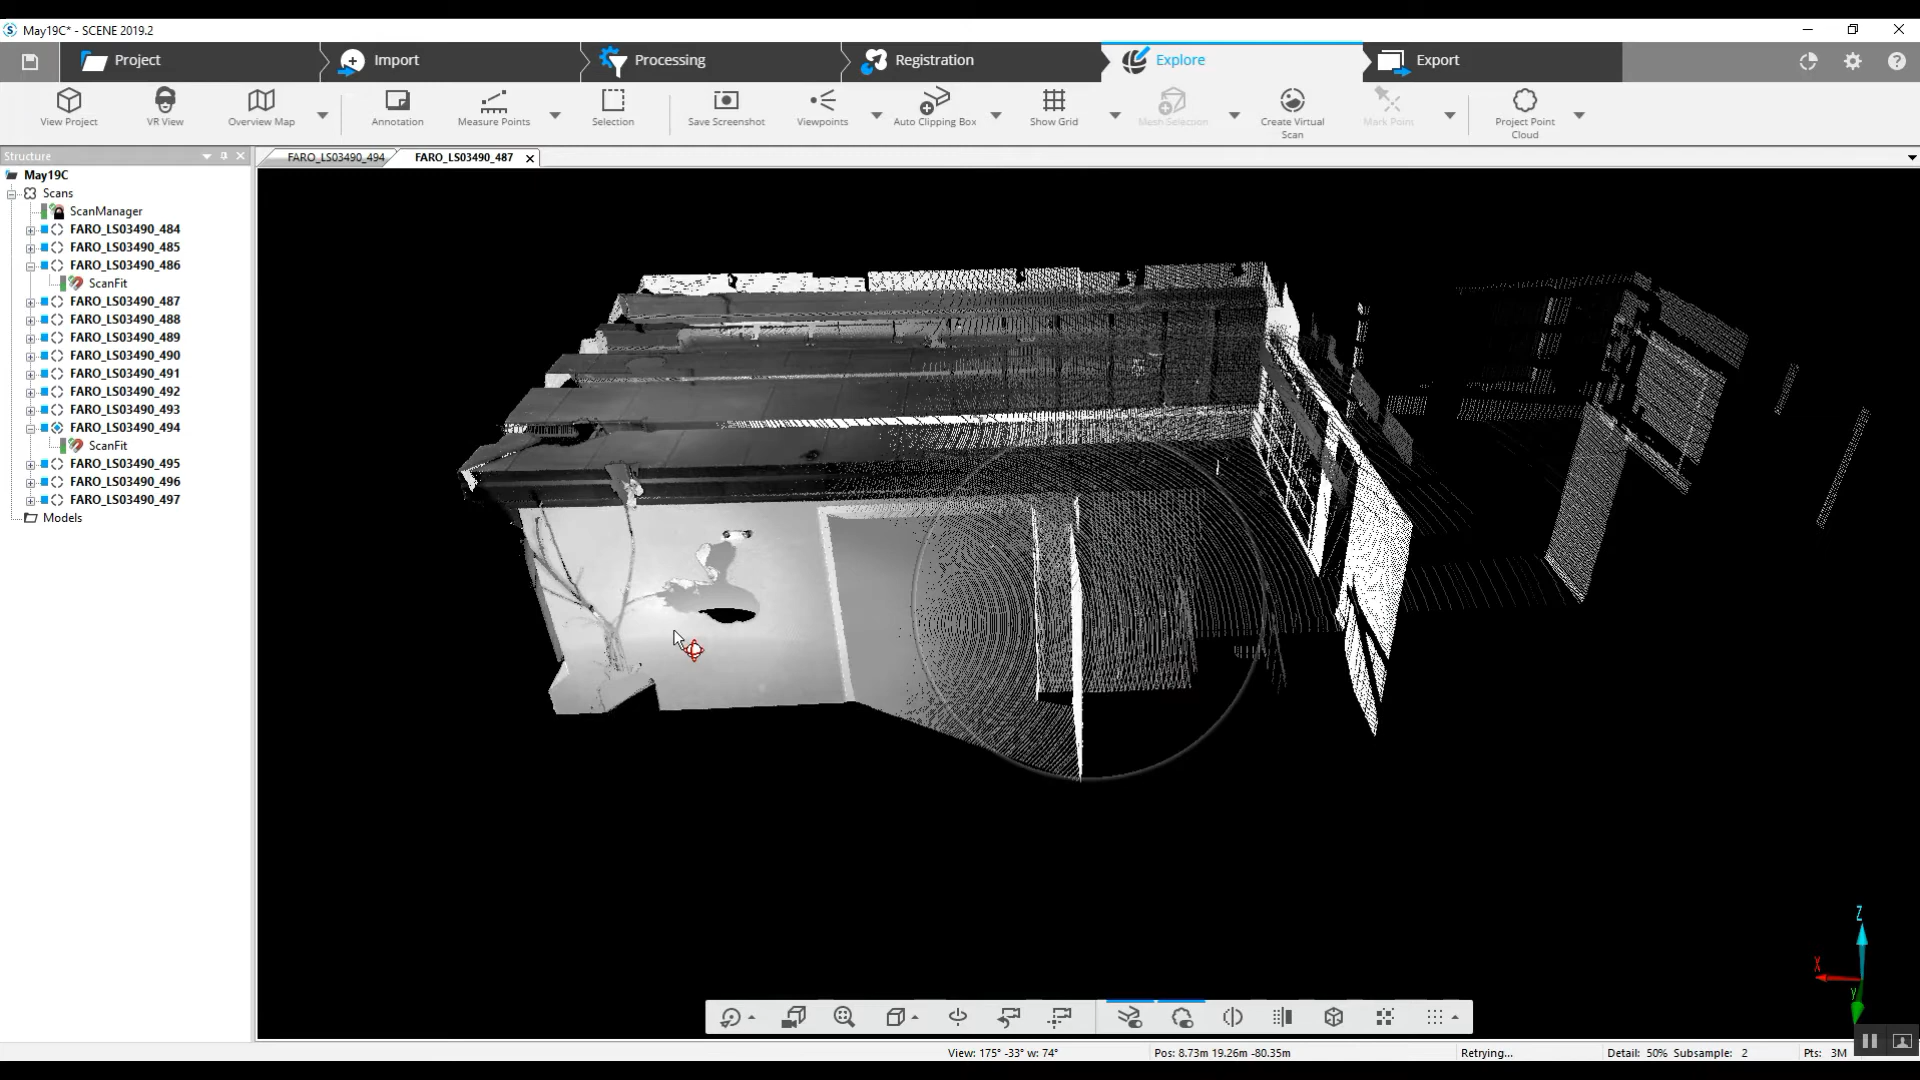 May19C* - SCENE 2019.2
Project
Import
Processing
Registration
Explore
Export
View Project
VR View
Overview Map
Annotation
Measure Points
Selection
Save Screenshot
Viewpoints
Auto Clipping Box
Show Grid
Mesh Selection
Create Virtual
Scan
Mark Point
Project Point
Cloud
Structure
FARO_LS03490_494
FARO_LS03490_487
May19C
Scans
ScanManager
FARO_LS03490_484
FARO_LS03490_485
FARO_LS03490_486
ScanFit
FARO_LS03490_487
FARO_LS03490_488
FARO_LS03490_489
FARO_LS03490_490
FARO_LS03490_491
FARO_LS03490_492
FARO_LS03490_493
FARO_LS03490_494
ScanFit
FARO_LS03490_495
FARO_LS03490_496
FARO_LS03490_497
Models
Z
X
y
View: 175° -33° w: 74°
Pos: 8.73m 19.26m -80.35m
Retrying...
Detail: 50% Subsample: 2
Pts: 3M